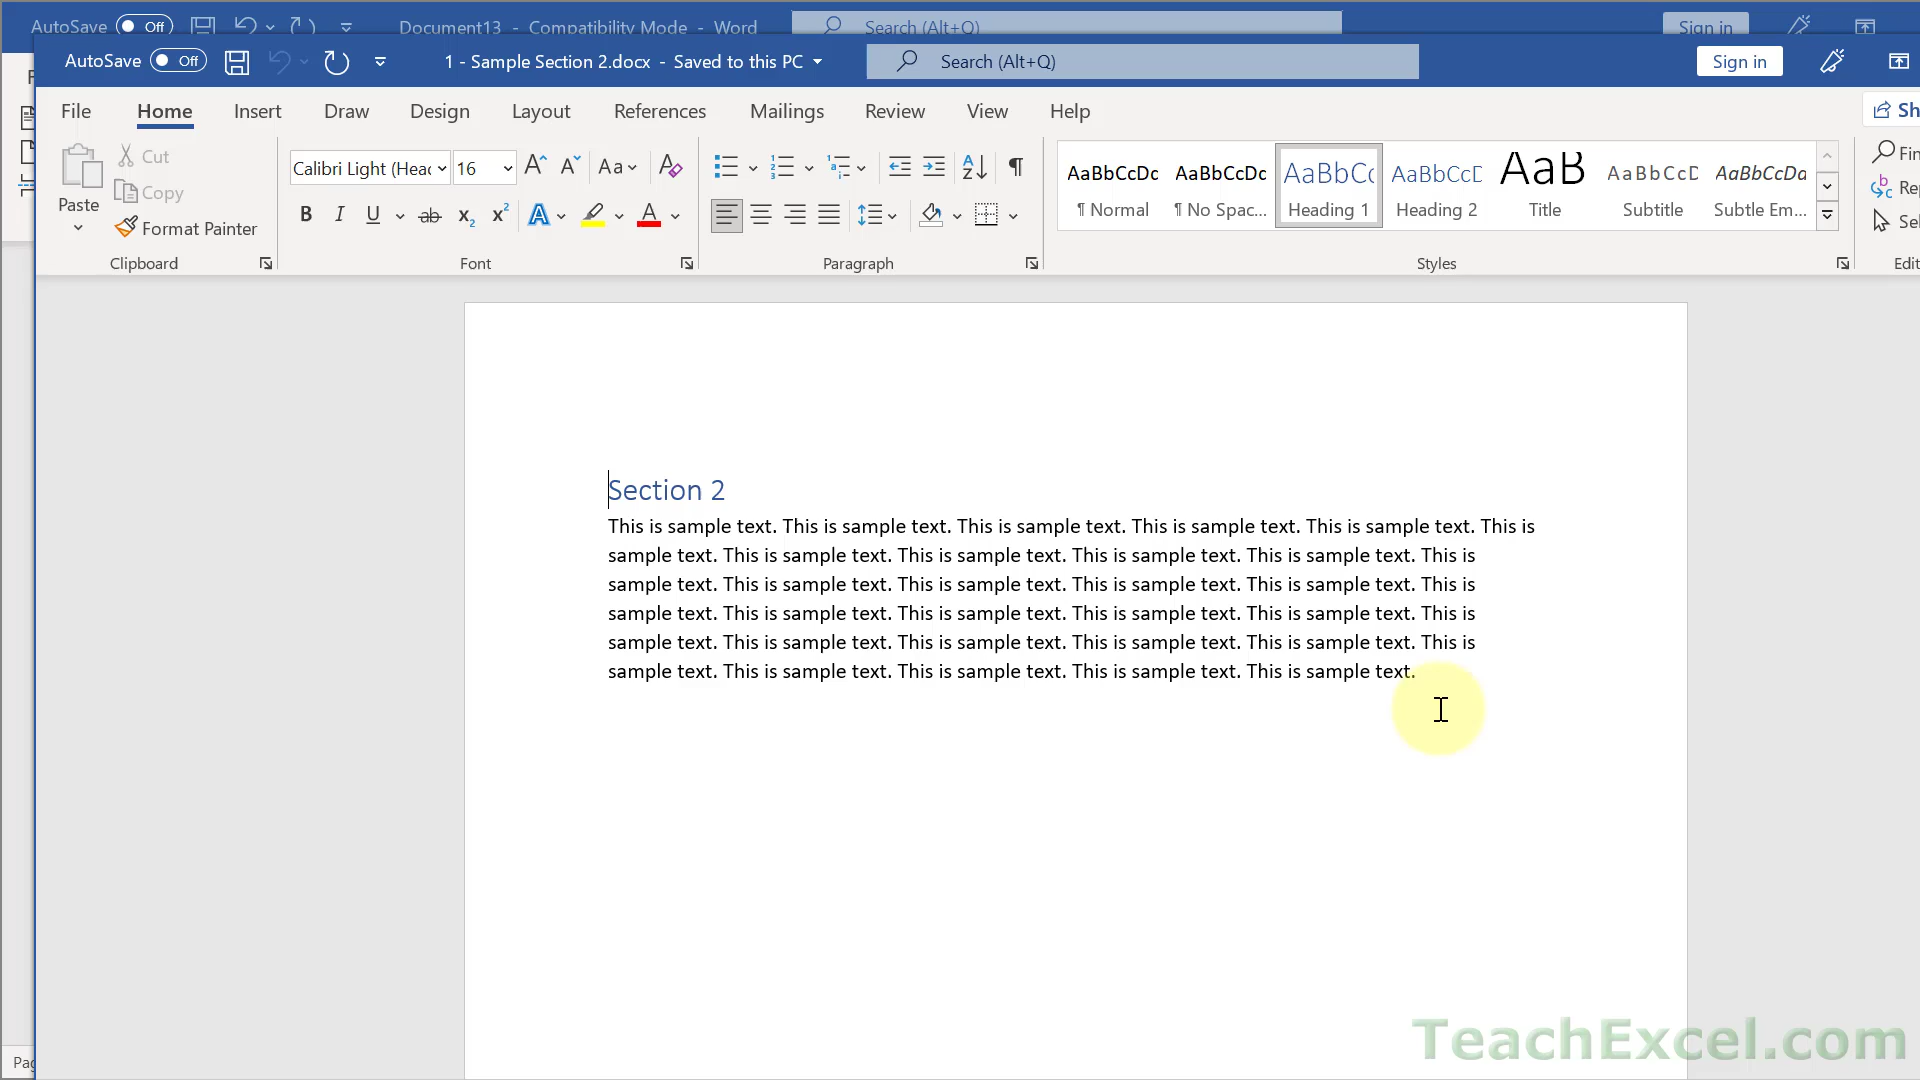 AutoSave Off Document13 - Compatibility Mode - Word Search (Alt+Q) Sign in
AutoSave Off 1 - Sample Section 2.docx - Saved to this PC Search (Alt+Q) Sign in
File Home Insert Draw Design Layout References Mailings Review View Help Sh
Paste Cut Copy Format Painter
Calibri Light (Head 16
AaBbCcDc AaBbCcDc AaBbCc AaBbCcD AaB AaBbCcD AaBbCcDd
¶ Normal ¶ No Spac... Heading 1 Heading 2 Title Subtitle Subtle Em...
Fin
Rep
Sel
Clipboard Font Paragraph Styles Edit
Section 2
This is sample text. This is sample text. This is sample text. This is sample text. This is sample text. This is
sample text. This is sample text. This is sample text. This is sample text. This is sample text. This is
sample text. This is sample text. This is sample text. This is sample text. This is sample text. This is
sample text. This is sample text. This is sample text. This is sample text. This is sample text. This is
sample text. This is sample text. This is sample text. This is sample text. This is sample text. This is
sample text. This is sample text. This is sample text. This is sample text. This is sample text.
Pag
TeachExcel.com